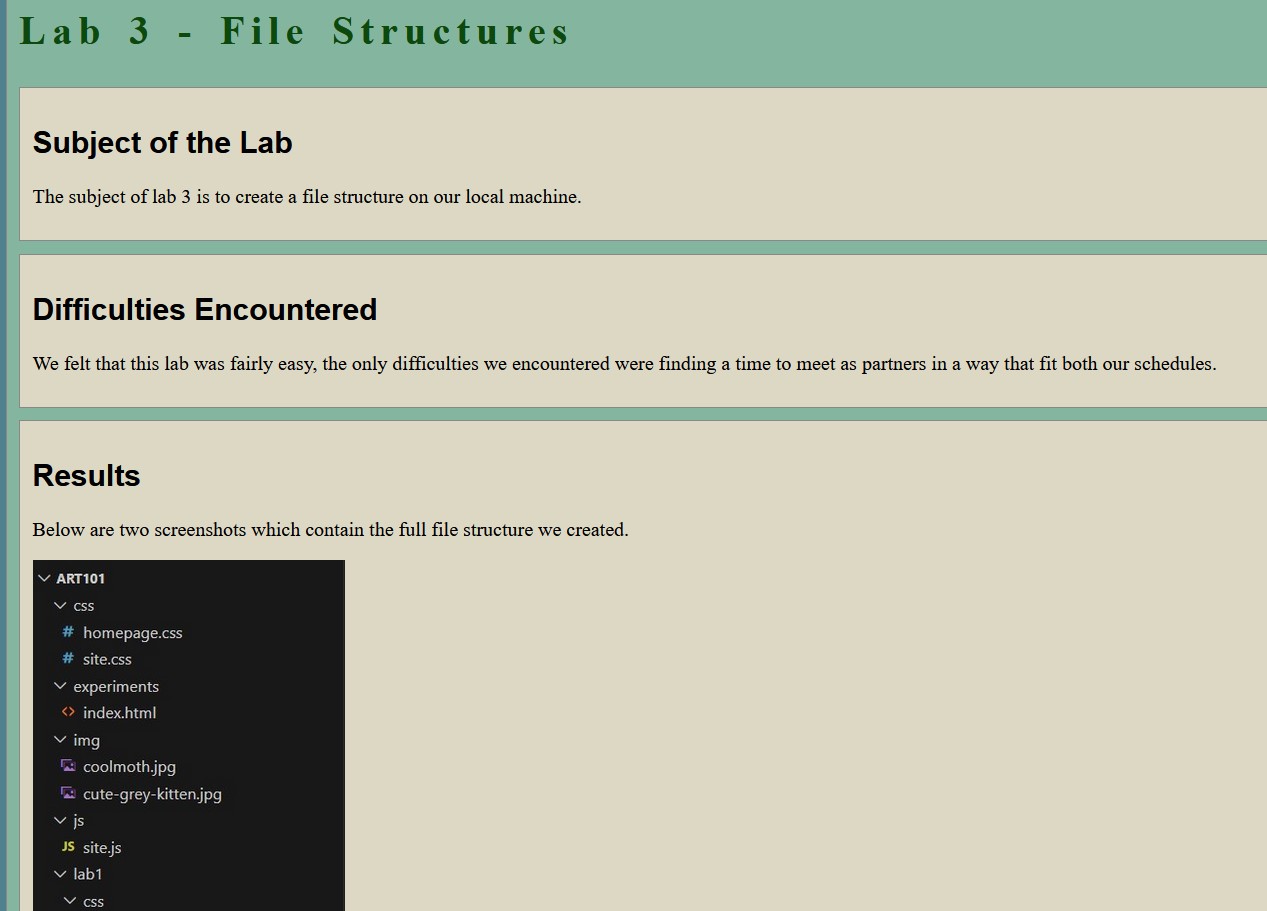 Lab 3 - File Structures
Subject of the Lab
The subject of lab 3 is to create a file structure on our local machine.
Difficulties Encountered
We felt that this lab was fairly easy, the only difficulties we encountered were finding a time to meet as partners in a way that fit both our schedules.
Results
Below are two screenshots which contain the full file structure we created.
ART101
css
# homepage.css
# site.css
experiments
<> index.html
img
coolmoth.jpg
cute-grey-kitten.jpg
js
JS site.js
lab1
css